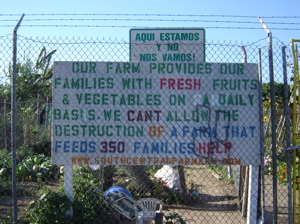 AQUI ESTAMOS
Y NO
NOS VAMOS!
OUR FARM PROVIDES OUR
FAMILIES WITH FRESH FRUITS
& VEGETABLES ON A DAILY
BASIS. WE CANT ALLOW THE
DESTRUCTION OF A FARM THAT
FEEDS 350 FAMILIES HELP
WWW.SOUTHCENTRALFARMERS.COM